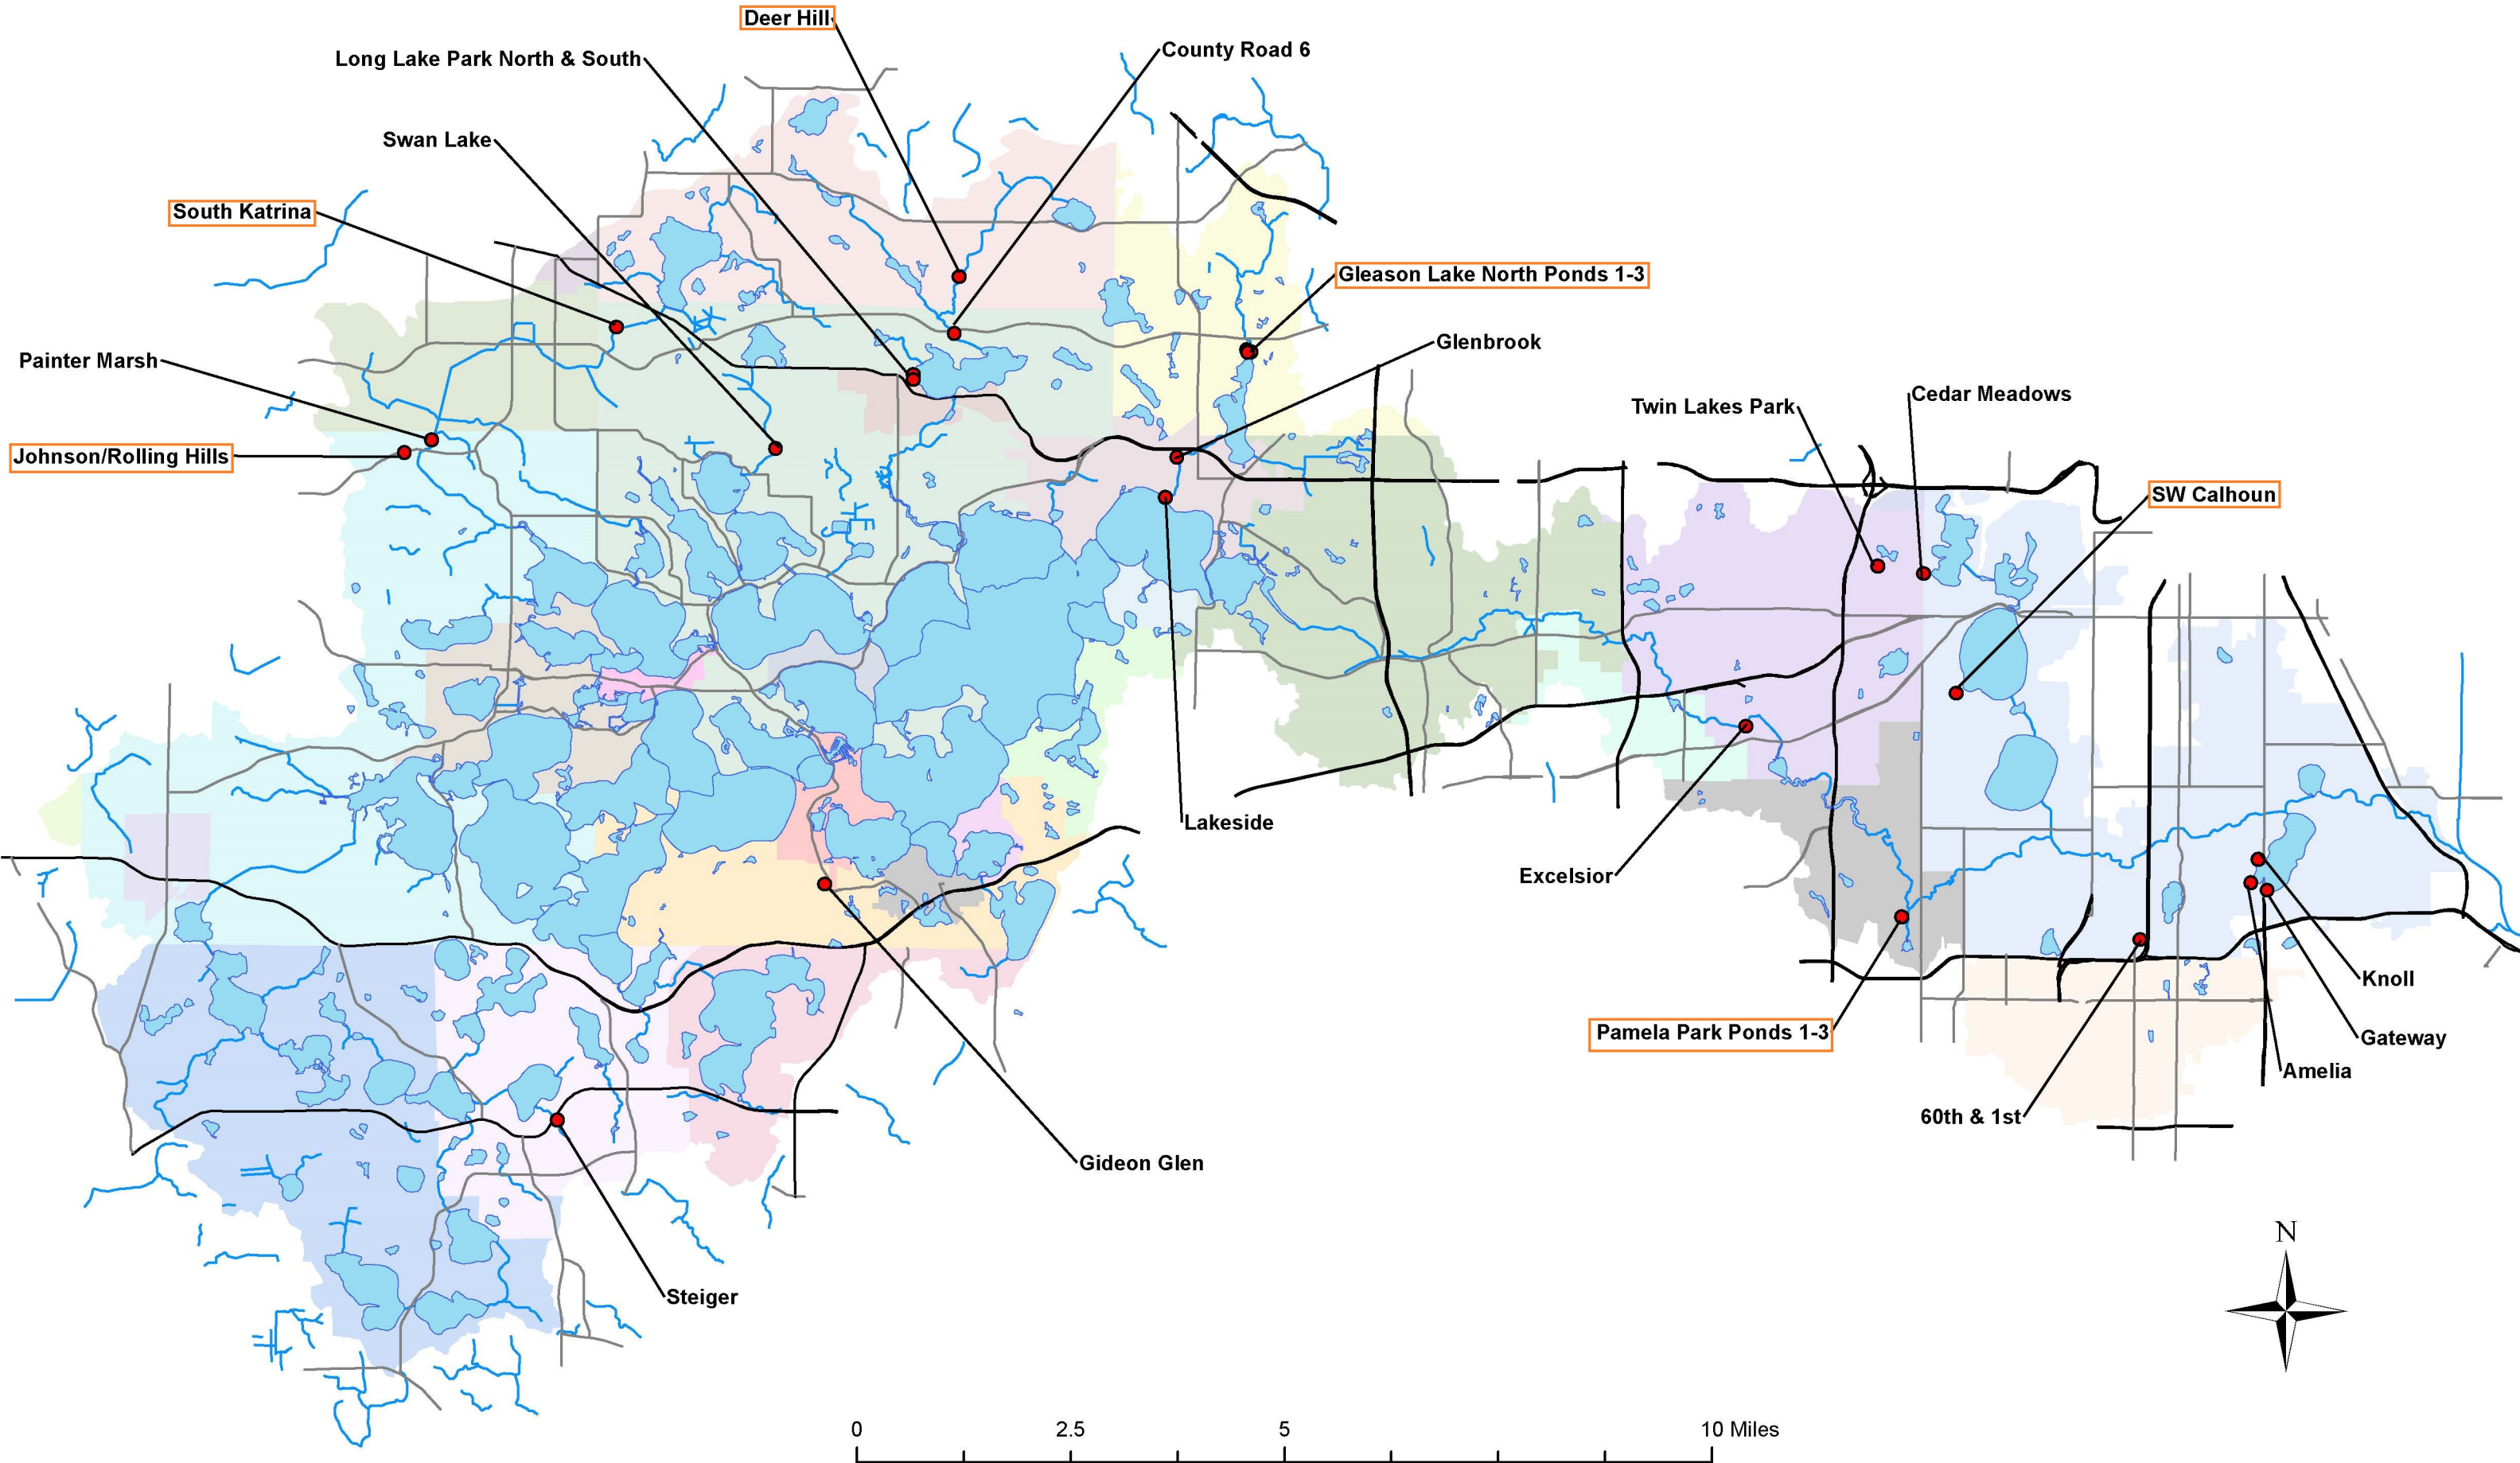 Deer Hill
County Road 6
Long Lake Park North & South
Swan Lake
South Katrina
Gleason Lake North Ponds 1-3
Glenbrook
Painter Marsh
Cedar Meadows
Twin Lakes Park
Johnson/Rolling Hills
SW Calhoun
Lakeside
Excelsior
Knoll
Pamela Park Ponds 1-3
Gateway
Amelia
60th & 1st
Gideon Glen
N
Steiger
0 2.5 5 10 Miles